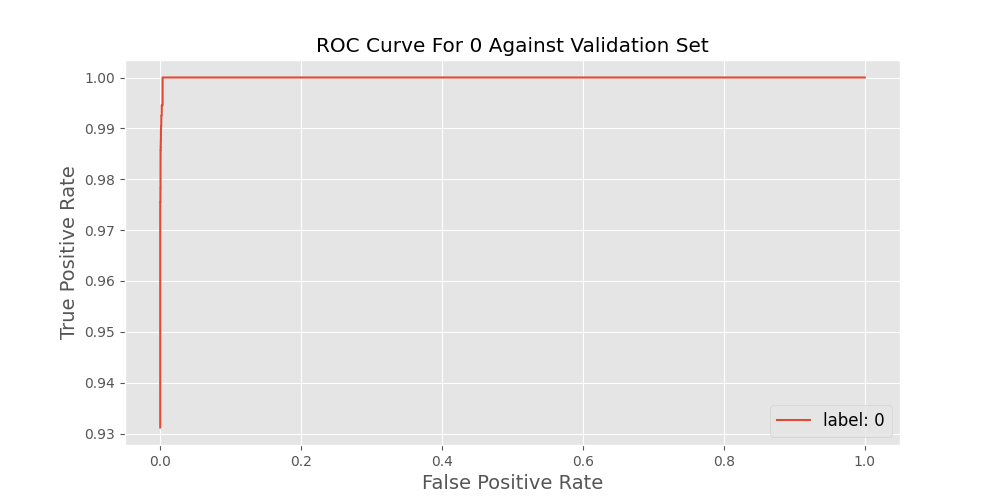 ROC Curve For 0 Against Validation Set
True Positive Rate
1.00
0.99
0.98
0.97
0.96
0.95
0.94
0.93
label: 0
0.0 0.2 0.4 0.6 0.8 1.0
False Positive Rate